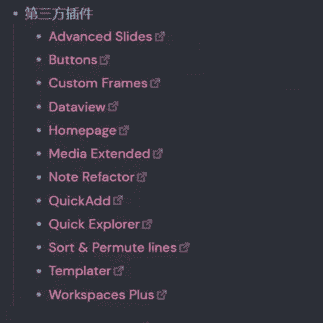 第三方插件
Advanced Slides
Buttons
Custom Frames
Dataview
Homepage
Media Extended
Note Refactor
QuickAdd
Quick Explorer
Sort & Permute lines
Templater
Workspaces Plus